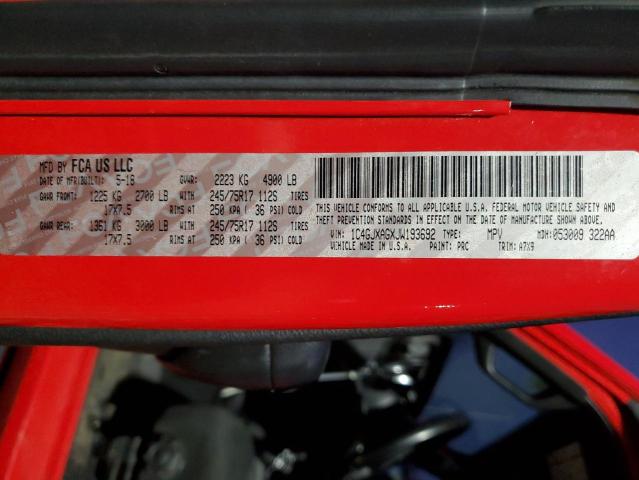 MFD BY FCA US LLC
DATE OF MFR(BUILT): 5-18 GVWR: 2223 KG 4900 LB
GAWR FRONT: 1225 KG 2700 LB WITH 245/75R17 112S TIRES
17X7.5 RIMS AT 250 KPA ( 36 PSI) COLD
GAWR REAR: 1361 KG 3000 LB WITH 245/75R17 112S TIRES
17X7.5 RIMS AT 250 KPA ( 36 PSI) COLD
THIS VEHICLE CONFORMS TO ALL APPLICABLE U.S.A. FEDERAL MOTOR VEHICLE SAFETY AND
THEFT PREVENTION STANDARDS IN EFFECT ON THE DATE OF MANUFACTURE SHOWN ABOVE.
VIN: 1C4GJXAGXJW193692 TYPE: MPV MDH: 053009 322AA
VEHICLE MADE IN U.S.A. PAINT: PRC TRIM: A7X9